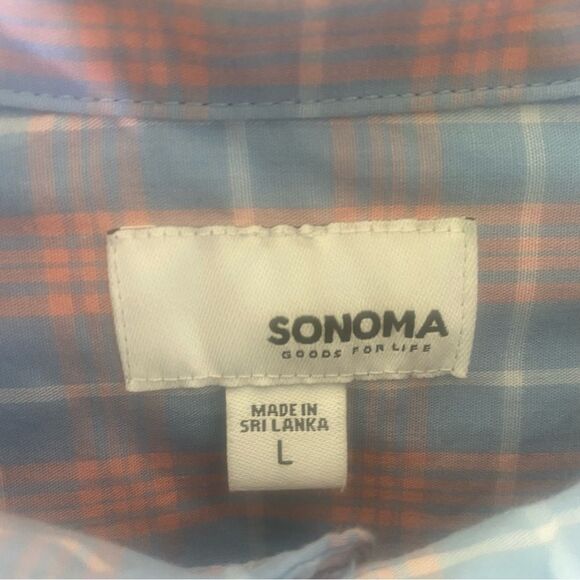 SONOMA
GOODS FOR LIFE
MADE IN
SRI LANKA
L